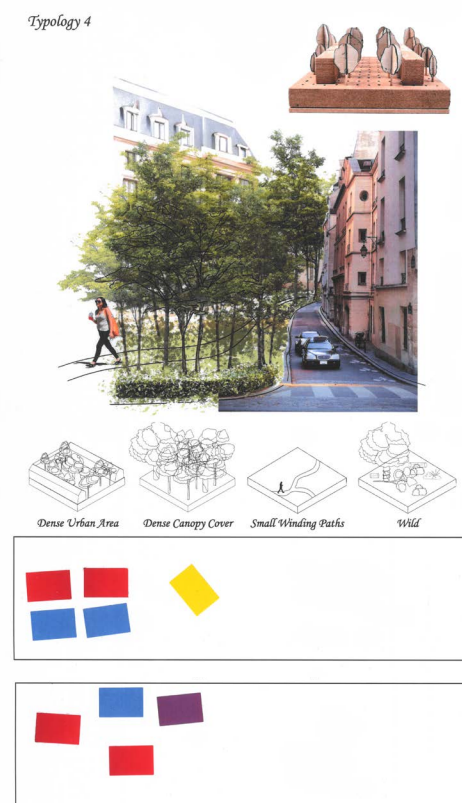 Typology 4
Dense Urban Area
Dense Canopy Cover
Small Winding Paths
Wild